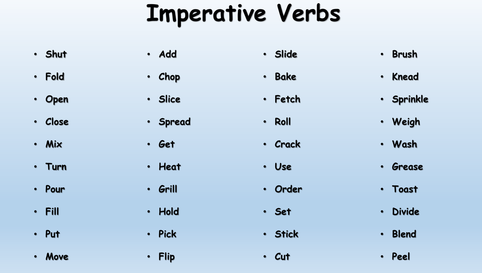 Imperative Verbs
• Shut
• Fold
• Open
• Close
• Mix
• Turn
• Pour
• Fill
• Put
• Move
• Add
• Chop
• Slice
• Spread
• Get
• Heat
• Grill
• Hold
• Pick
• Flip
• Slide
• Bake
• Fetch
• Roll
• Crack
• Use
• Order
• Set
• Stick
• Cut
• Brush
• Knead
• Sprinkle
• Weigh
• Wash
• Grease
• Toast
• Divide
• Blend
• Peel